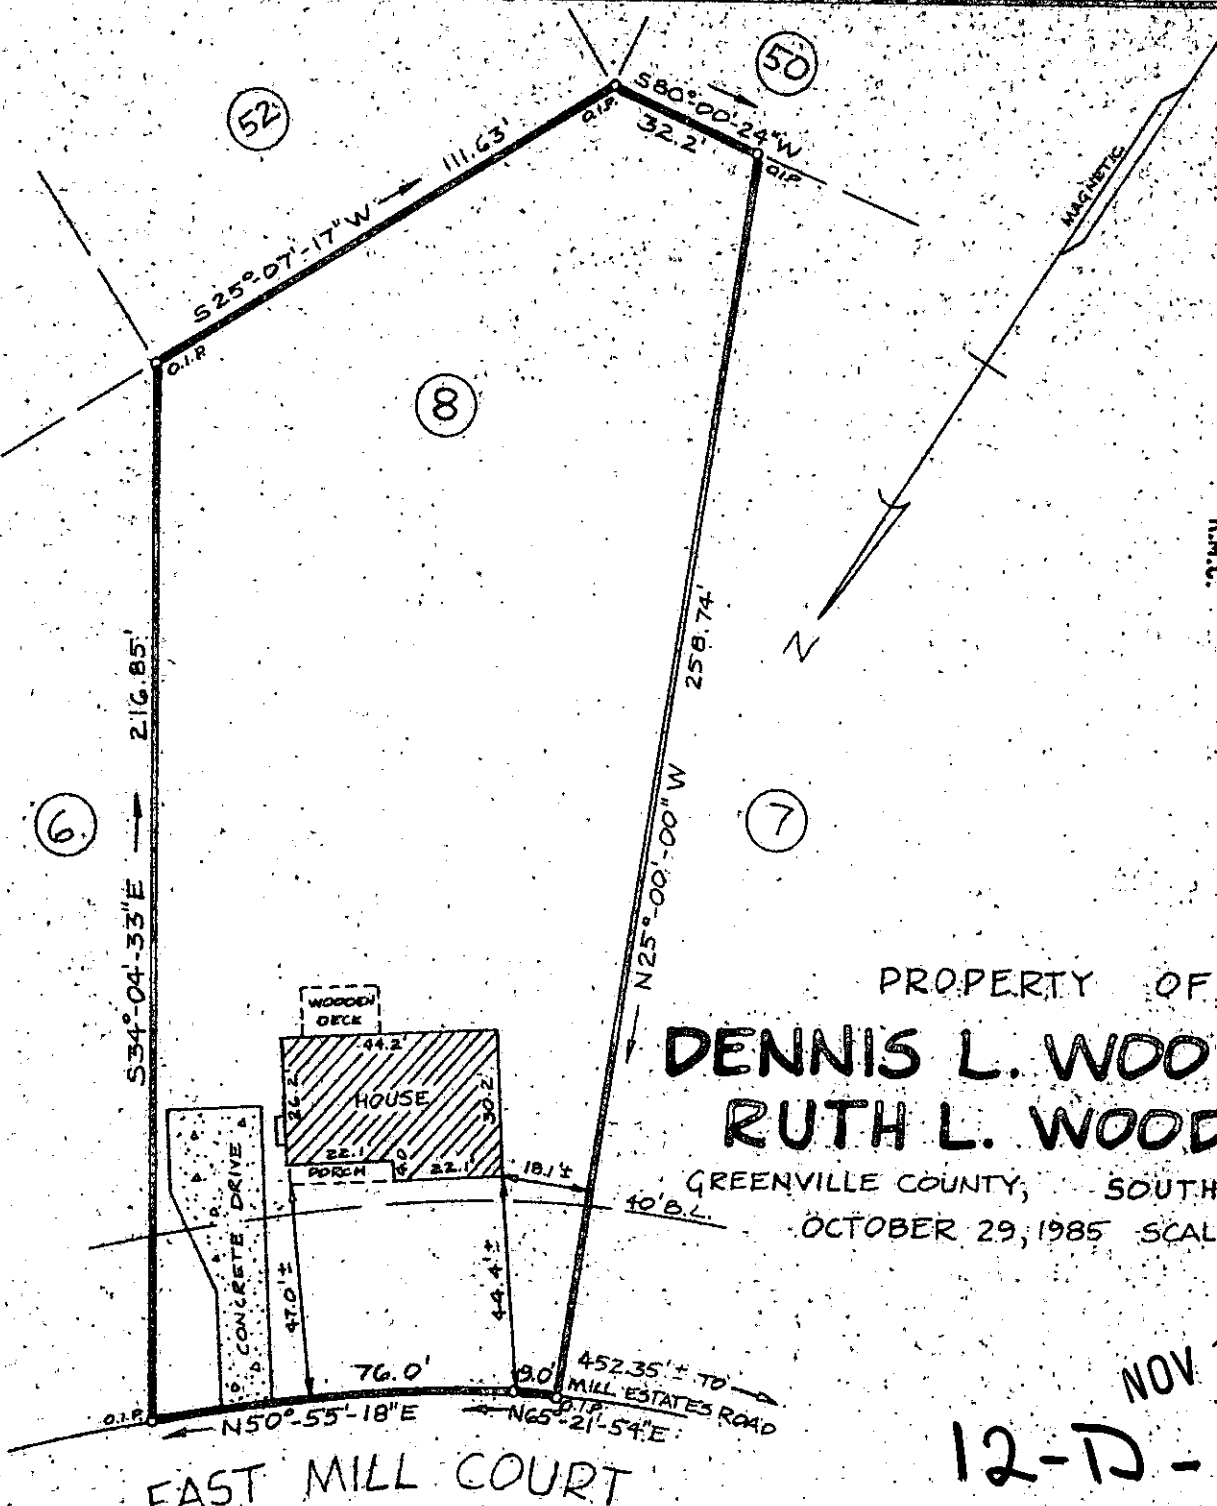 52
50
S80°-00'-24"W
32.2'
O.I.P.
O.I.P.
111.63'
S25°-07'-17"W
O.I.P.
MAGNETIC
N
8
216.85'
S34°-04'-33"E
6
258.74'
N25°-00'-00"W
7
WOODEN
DECK
44.2'
26.2'
HOUSE
30.2'
22.1'
4.0
22.1'
PORCH
18.1'±
40' B.L.
CONCRETE DRIVE
47.0'±
44.4'±
PROPERTY OF
DENNIS L. WOO
RUTH L. WOOD
GREENVILLE COUNTY, SOUTH
OCTOBER 29, 1985 SCAL
76.0'
9.0'
452.35'± TO
MILL ESTATES ROAD
O.I.P.
O.I.P.
N50°-55'-18"E
N65°-21'-54"E
EAST MILL COURT
NOV
12-D-